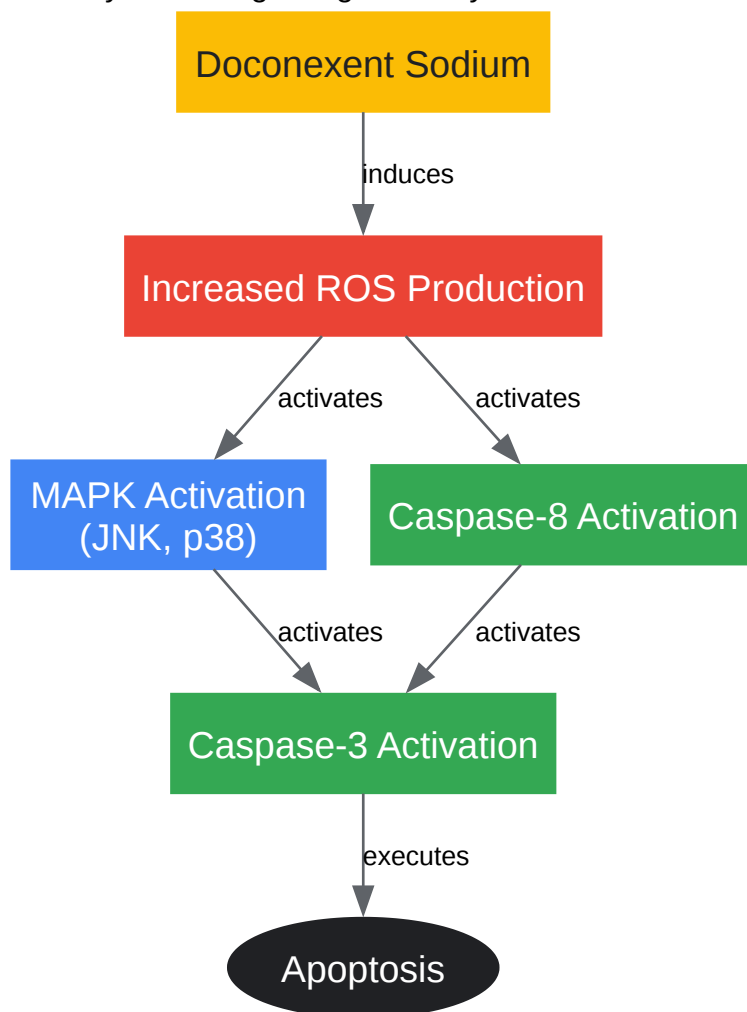 Doconexent Sodium
induces
Increased ROS Production
activates
activates
MAPK Activation
(JNK, p38)
Caspase-8 Activation
activates
activates
Caspase-3 Activation
executes
Apoptosis